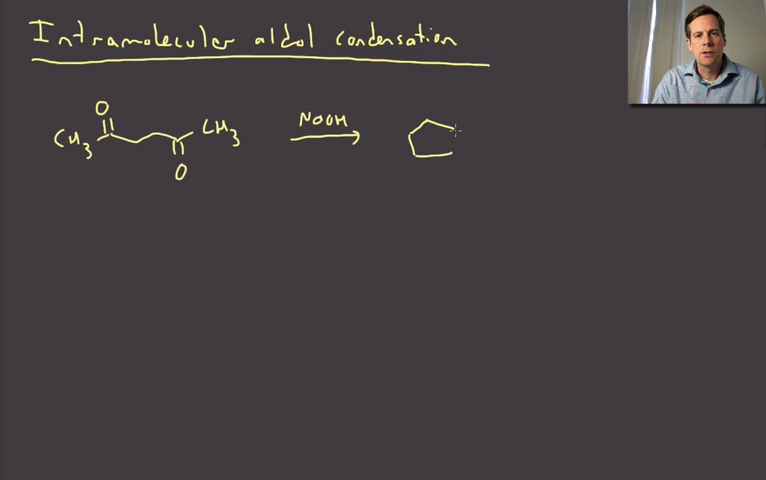 Intramolecular aldol condensation
O
CH3 CH3 NaOH
O